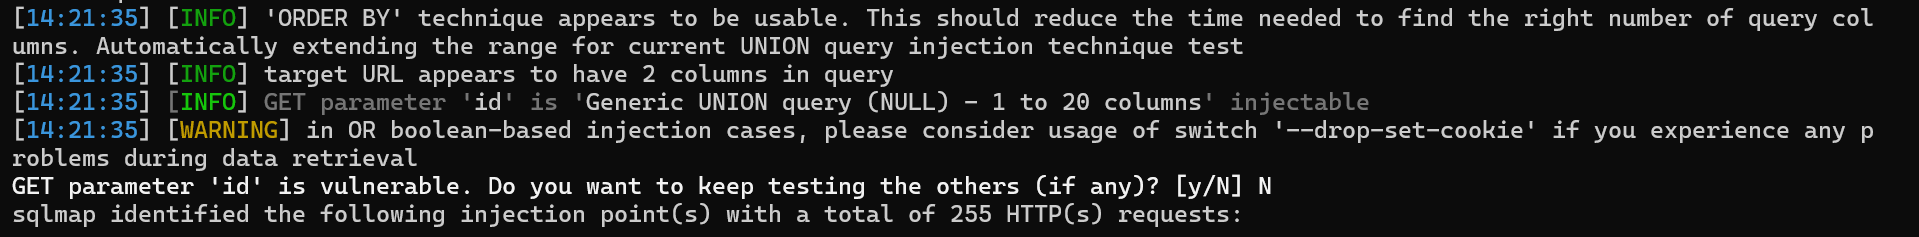 [14:21:35] [INFO] 'ORDER BY' technique appears to be usable. This should reduce the time needed to find the right number of query col
umns. Automatically extending the range for current UNION query injection technique test
[14:21:35] [INFO] target URL appears to have 2 columns in query
[14:21:35] [INFO] GET parameter 'id' is 'Generic UNION query (NULL) - 1 to 20 columns' injectable
[14:21:35] [WARNING] in OR boolean-based injection cases, please consider usage of switch '--drop-set-cookie' if you experience any p
roblems during data retrieval
GET parameter 'id' is vulnerable. Do you want to keep testing the others (if any)? [y/N] N
sqlmap identified the following injection point(s) with a total of 255 HTTP(s) requests: